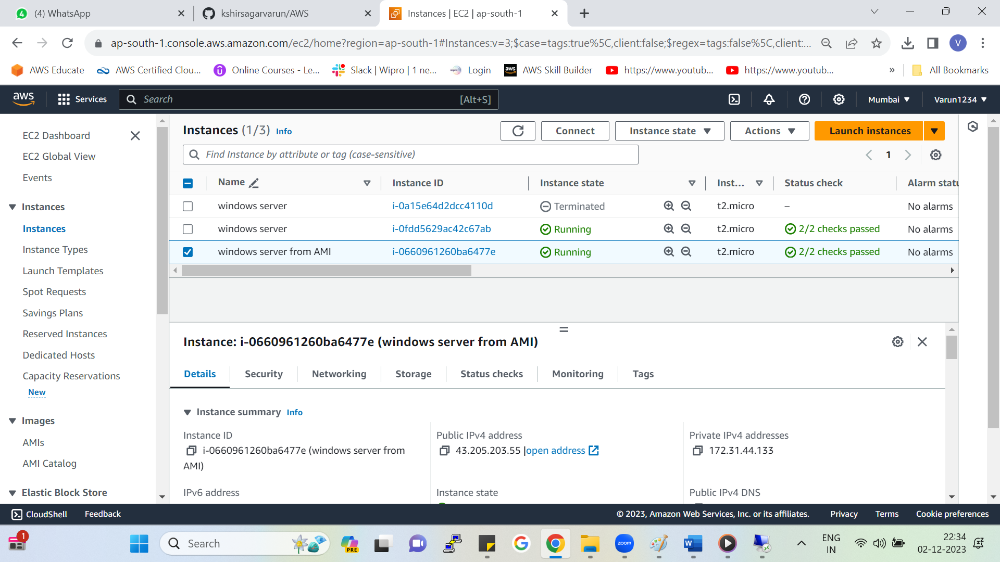 (4) WhatsApp
kshirsagarvarun/AWS
Instances | EC2 | ap-south-1
ap-south-1.console.aws.amazon.com/ec2/home?region=ap-south-1#Instances:v=3;$case=tags:true%5C,client:false;$regex=tags:false%5C,client:...
V
AWS Educate
AWS Certified Clou...
Online Courses - Le...
Slack | Wipro | 1 ne...
Login
AWS Skill Builder
https://www.youtub...
https://www.youtub...
»
All Bookmarks
aws
Services
Search
[Alt+S]
Mumbai
Varun1234
EC2 Dashboard
EC2 Global View
Events
Instances
Instances
Instance Types
Launch Templates
Spot Requests
Savings Plans
Reserved Instances
Dedicated Hosts
Capacity Reservations
New
Images
AMIs
AMI Catalog
Elastic Block Store
Instances (1/3) Info
Connect
Instance state
Actions
Launch instances
Find Instance by attribute or tag (case-sensitive)
1
Name Instance ID Instance state Inst... Status check Alarm statu
windows server i-0a15e64d2dcc4110d Terminated t2.micro – No alarms
windows server i-0fdd5629ac42c67ab Running t2.micro 2/2 checks passed No alarms
windows server from AMI i-0660961260ba6477e Running t2.micro 2/2 checks passed No alarms
Instance: i-0660961260ba6477e (windows server from AMI)
Details Security Networking Storage Status checks Monitoring Tags
Instance summary Info
Instance ID
i-0660961260ba6477e (windows server from
AMI)
Public IPv4 address
43.205.203.55 |open address
Private IPv4 addresses
172.31.44.133
IPv6 address
Instance state
Public IPv4 DNS
CloudShell
Feedback
© 2023, Amazon Web Services, Inc. or its affiliates.
Privacy
Terms
Cookie preferences
1
Search
PRE
zoom
W
ENG
IN
22:34
02-12-2023